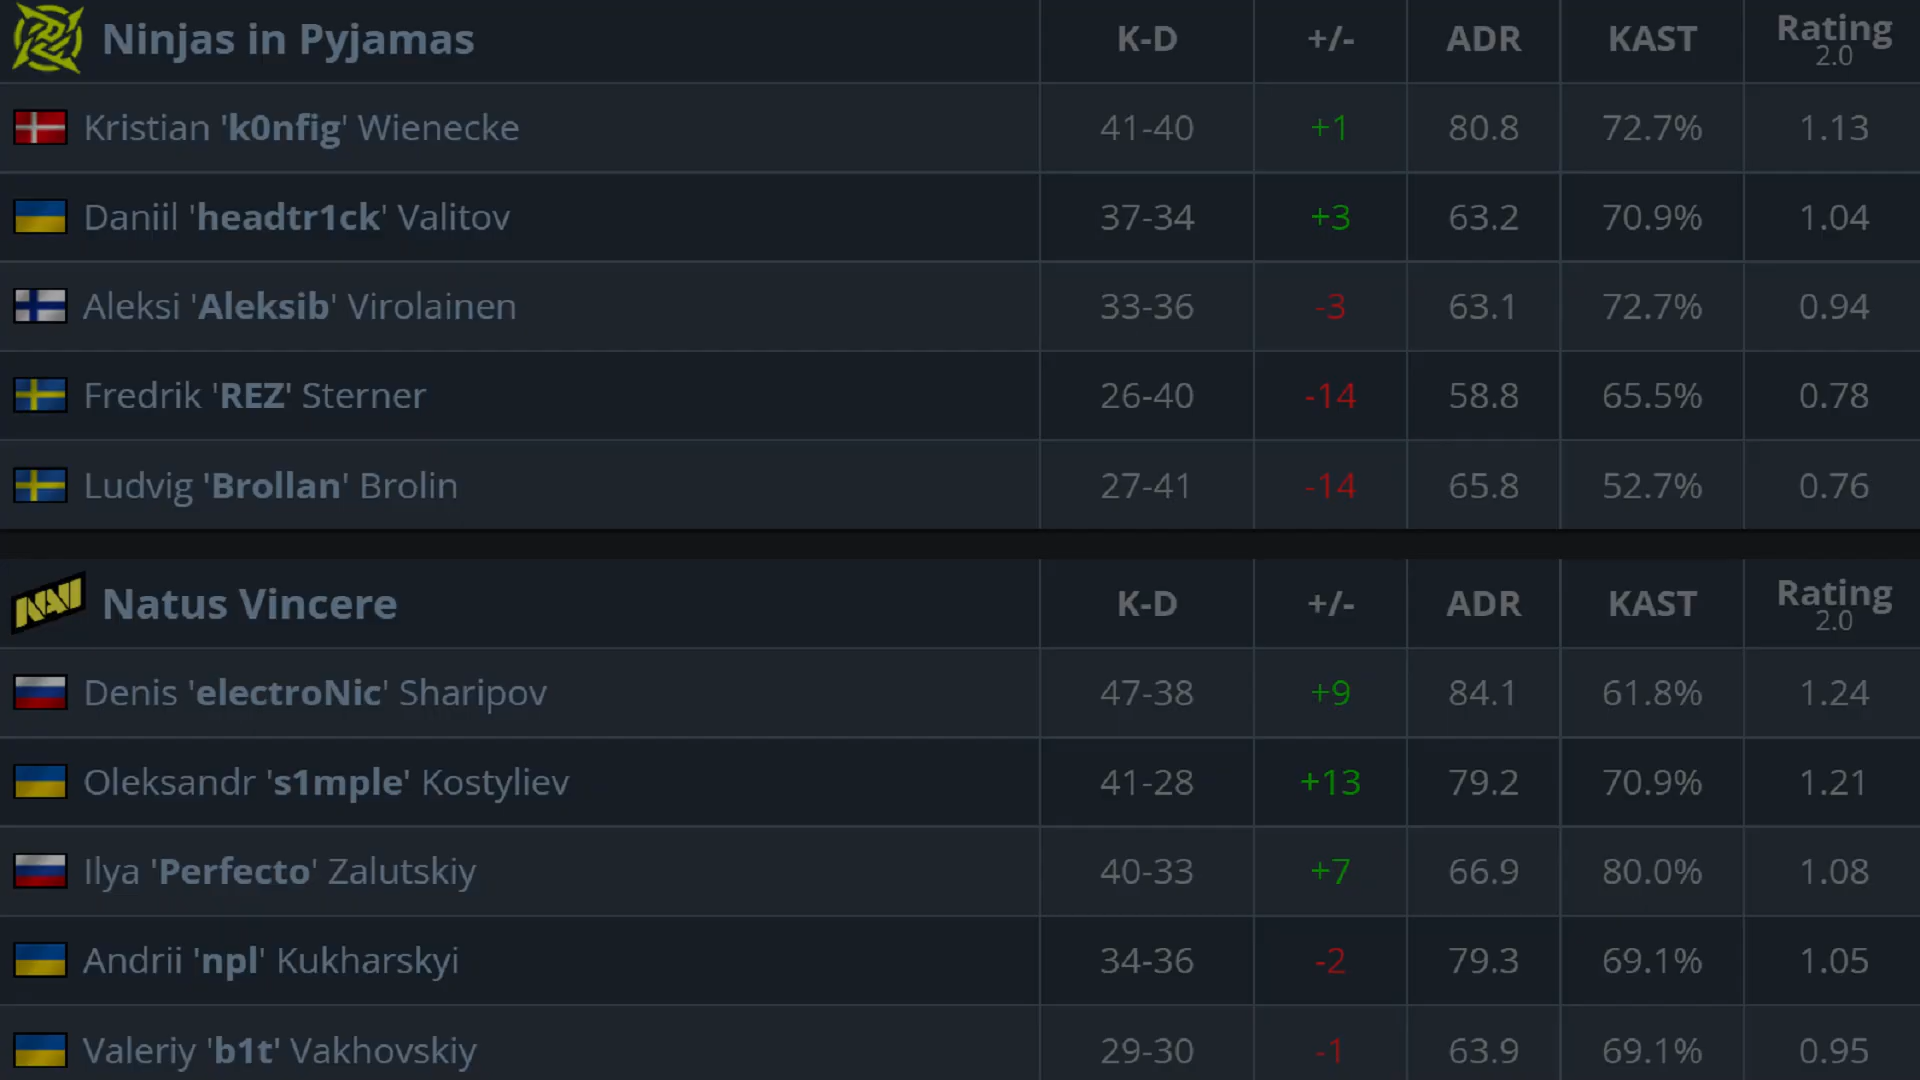 Ninjas in Pyjamas K-D +/- ADR KAST Rating 2.0
Kristian 'k0nfig' Wienecke 41-40 +1 80.8 72.7% 1.13
Daniil 'headtr1ck' Valitov 37-34 +3 63.2 70.9% 1.04
Aleksi 'Aleksib' Virolainen 33-36 -3 63.1 72.7% 0.94
Fredrik 'REZ' Sterner 26-40 -14 58.8 65.5% 0.78
Ludvig 'Brollan' Brolin 27-41 -14 65.8 52.7% 0.76
NAVI Natus Vincere K-D +/- ADR KAST Rating 2.0
Denis 'electroNic' Sharipov 47-38 +9 84.1 61.8% 1.24
Oleksandr 's1mple' Kostyliev 41-28 +13 79.2 70.9% 1.21
Ilya 'Perfecto' Zalutskiy 40-33 +7 66.9 80.0% 1.08
Andrii 'npl' Kukharskyi 34-36 -2 79.3 69.1% 1.05
Valeriy 'b1t' Vakhovskiy 29-30 -1 63.9 69.1% 0.95